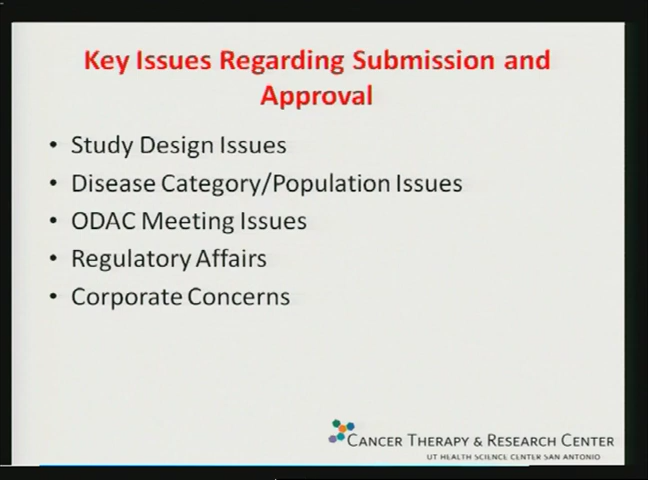 Key Issues Regarding Submission and
Approval
• Study Design Issues
• Disease Category/Population Issues
• ODAC Meeting Issues
• Regulatory Affairs
• Corporate Concerns
CANCER THERAPY & RESEARCH CENTER
UT HEALTH SCIENCE CENTER SAN ANTONIO